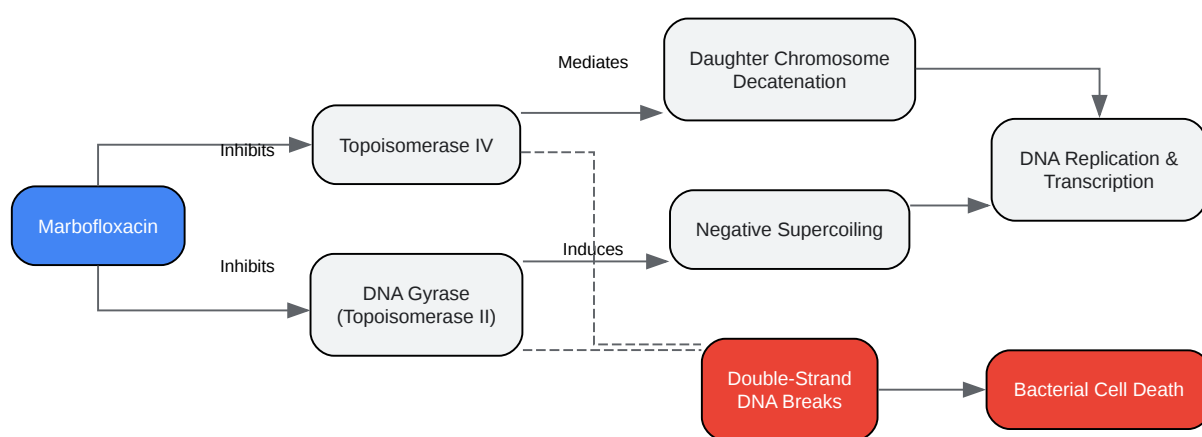 Mediates
Daughter Chromosome
Decatenation
Inhibits
Topoisomerase IV
DNA Replication &
Transcription
Marbofloxacin
Negative Supercoiling
Inhibits
Induces
DNA Gyrase
(Topoisomerase II)
Double-Strand
DNA Breaks
Bacterial Cell Death